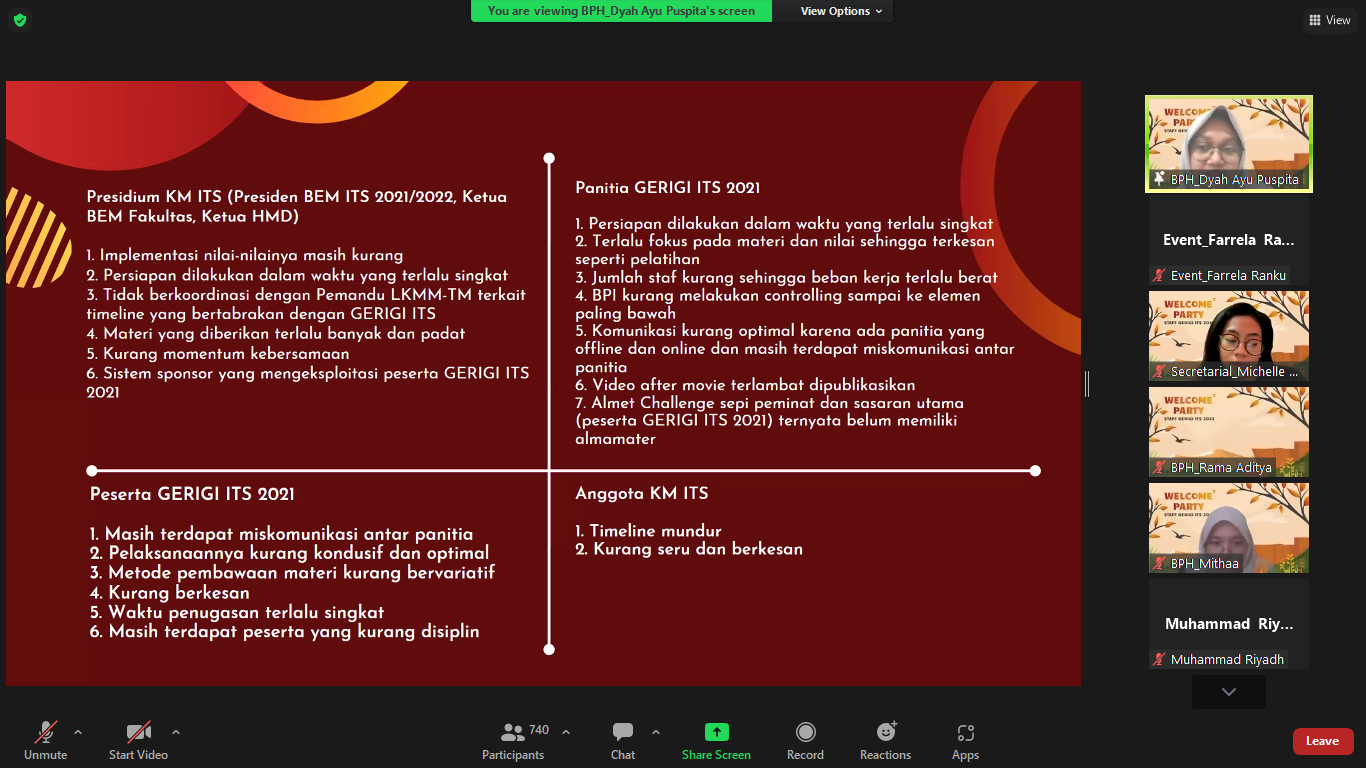 You are viewing BPH_Dyah Ayu Puspita's screen
View Options
View
Presidium KM ITS (Presiden BEM ITS 2021/2022, Ketua
BEM Fakultas, Ketua HMD)
1. Implementasi nilai-nilainya masih kurang
2. Persiapan dilakukan dalam waktu yang terlalu singkat
3. Tidak berkoordinasi dengan Pemandu LKMM-TM terkait
timeline yang bertabrakan dengan GERIGI ITS
4. Materi yang diberikan terlalu banyak dan padat
5. Kurang momentum kebersamaan
6. Sistem sponsor yang mengeksploitasi peserta GERIGI ITS
2021
Panitia GERIGI ITS 2021
1. Persiapan dilakukan dalam waktu yang terlalu singkat
2. Terlalu fokus pada materi dan nilai sehingga terkesan
seperti pelatihan
3. Jumlah staf kurang sehingga beban kerja terlalu berat
4. BPI kurang melakukan controlling sampai ke elemen
paling bawah
5. Komunikasi kurang optimal karena ada panitia yang
offline dan online dan masih terdapat miskomunikasi antar
panitia
6. Video after movie terlambat dipublikasikan
7. Almet Challenge sepi peminat dan sasaran utama
(peserta GERIGI ITS 2021) ternyata belum memiliki
almamater
Peserta GERIGI ITS 2021
1. Masih terdapat miskomunikasi antar panitia
2. Pelaksanaannya kurang kondusif dan optimal
3. Metode pembawaan materi kurang bervariatif
4. Kurang berkesan
5. Waktu penugasan terlalu singkat
6. Masih terdapat peserta yang kurang disiplin
Anggota KM ITS
1. Timeline mundur
2. Kurang seru dan berkesan
WELCOME
PARTY
BPH_Dyah Ayu Puspita
Event_Farrela Ra...
Event_Farrela Ranku
WELCOME
PARTY
STAFF GERIGI ITS 2022
Secretarial_Michelle ...
WELCOME
PARTY
STAFF GERIGI ITS 2022
BPH_Rama Aditya
WELCOME
PARTY
STAFF GERIGI ITS
BPH_Mithaa
Muhammad Riy...
Muhammad Riyadh
Unmute
Start Video
740
Participants
Chat
Share Screen
Record
Reactions
Apps
Leave